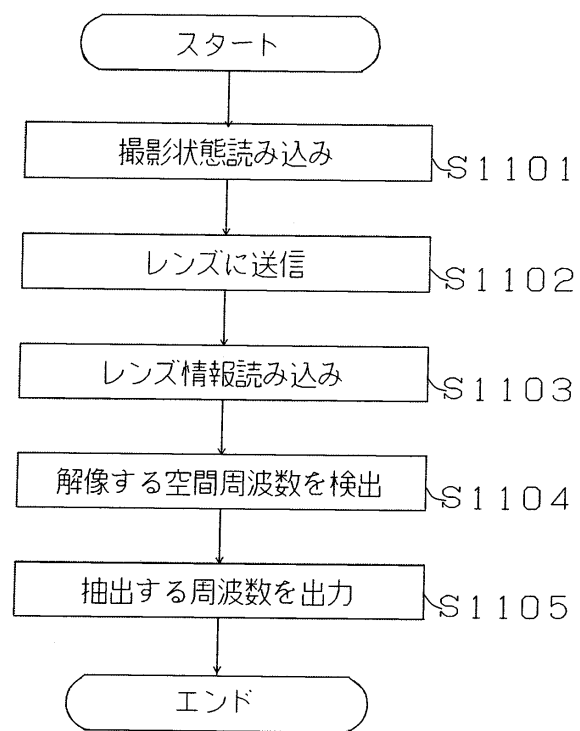 スタート
撮影状態読み込み
S1101
レンズに送信
S1102
レンズ情報読み込み
S1103
解像する空間周波数を検出
S1104
抽出する周波数を出力
S1105
エンド